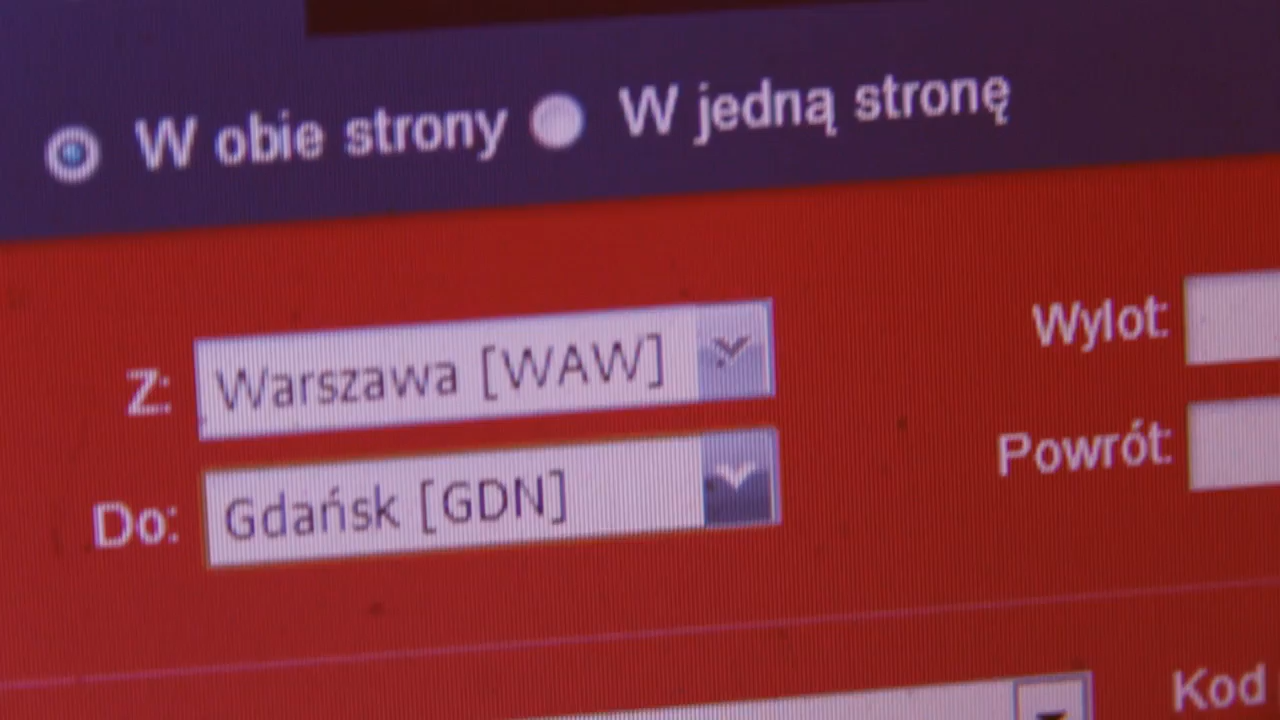 W obie strony W jedną stronę
Z: Warszawa [WAW]
Wylot:
Do: Gdańsk [GDN]
Powrót:
Kod